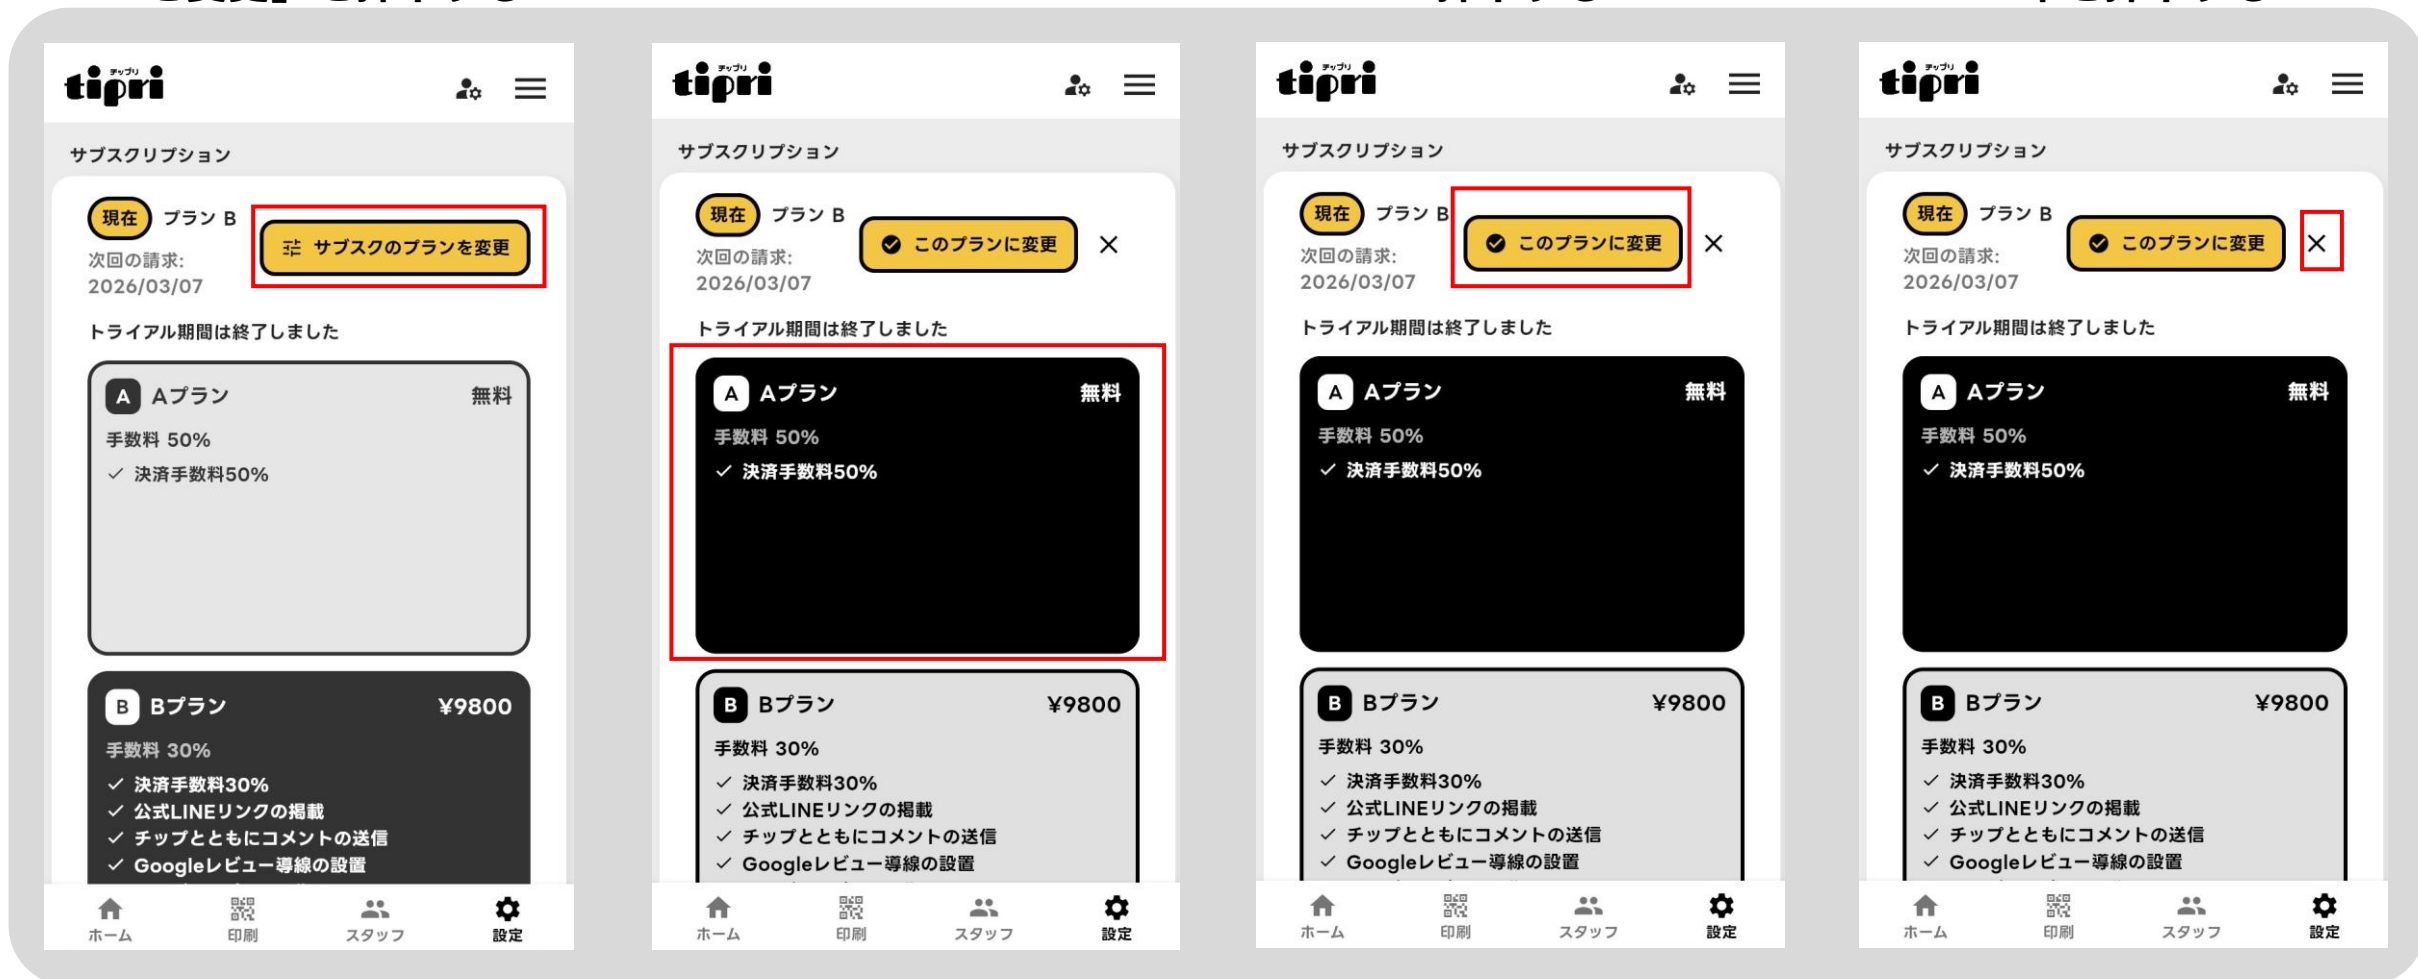 チップリ
tipri
サブスクリプション
現在 プラン B
サブスクのプランを変更
次回の請求:
2026/03/07
トライアル期間は終了しました
A Aプラン 無料
手数料 50%
決済手数料50%
B Bプラン ¥9800
手数料 30%
決済手数料30%
公式LINEリンクの掲載
チップとともにコメントの送信
Googleレビュー導線の設置
ホーム 印刷 スタッフ 設定
チップリ
tipri
サブスクリプション
現在 プラン B
このプランに変更
次回の請求:
2026/03/07
トライアル期間は終了しました
A Aプラン 無料
手数料 50%
決済手数料50%
B Bプラン ¥9800
手数料 30%
決済手数料30%
公式LINEリンクの掲載
チップとともにコメントの送信
Googleレビュー導線の設置
ホーム 印刷 スタッフ 設定
チップリ
tipri
サブスクリプション
現在 プラン B
このプランに変更
次回の請求:
2026/03/07
トライアル期間は終了しました
A Aプラン 無料
手数料 50%
決済手数料50%
B Bプラン ¥9800
手数料 30%
決済手数料30%
公式LINEリンクの掲載
チップとともにコメントの送信
Googleレビュー導線の設置
ホーム 印刷 スタッフ 設定
チップリ
tipri
サブスクリプション
現在 プラン B
このプランに変更
次回の請求:
2026/03/07
トライアル期間は終了しました
A Aプラン 無料
手数料 50%
決済手数料50%
B Bプラン ¥9800
手数料 30%
決済手数料30%
公式LINEリンクの掲載
チップとともにコメントの送信
Googleレビュー導線の設置
ホーム 印刷 スタッフ 設定